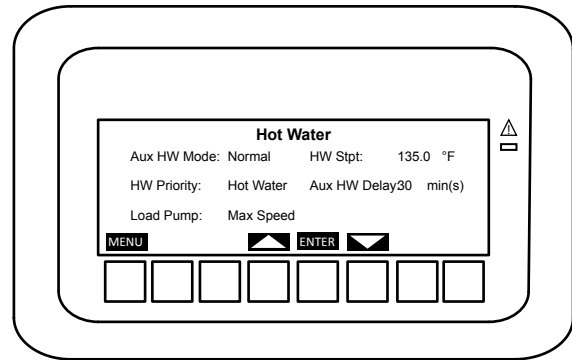 Hot Water
Aux HW Mode: Normal HW Stpt: 135.0 °F
HW Priority: Hot Water Aux HW Delay30 min(s)
Load Pump: Max Speed
MENU ENTER